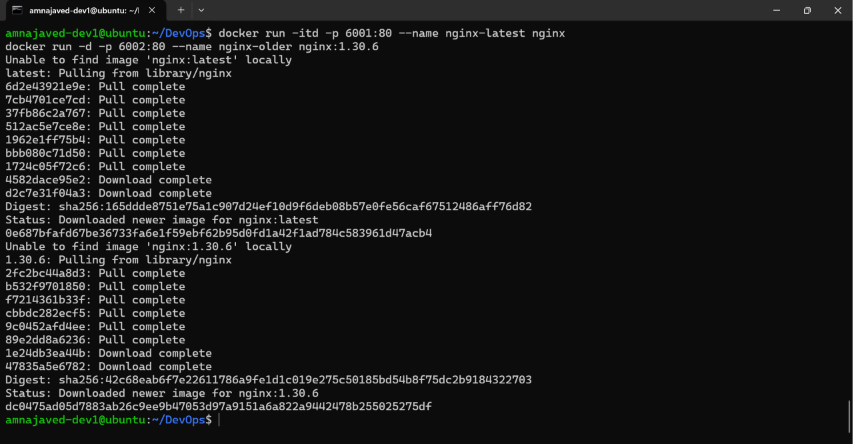 amnajaved-dev1@ubuntu: ~/
amnajaved-dev1@ubuntu:~/DevOps$ docker run -itd -p 6001:80 --name nginx-latest nginx
docker run -d -p 6002:80 --name nginx-older nginx:1.30.6
Unable to find image 'nginx:latest' locally
latest: Pulling from library/nginx
6d2e43921e9e: Pull complete
7cb4701ce7cd: Pull complete
37fb86c2a767: Pull complete
512ac5e7ce8e: Pull complete
1962e1ff75b4: Pull complete
bbb080c71d50: Pull complete
1724c05f72c6: Pull complete
4582dace95e2: Download complete
d2c7e31f04a3: Download complete
Digest: sha256:165ddde8751e75a1c907d24ef10d9f6deb08b57e0fe56caf67512486aff76d82
Status: Downloaded newer image for nginx:latest
0e687bfafd67be36733fa6e1f59ebf62b95d0fd1a42f1ad784c583961d47acb4
Unable to find image 'nginx:1.30.6' locally
1.30.6: Pulling from library/nginx
2fc2bc44a8d3: Pull complete
b532f9701850: Pull complete
f7214361b33f: Pull complete
cbbdc282ecf5: Pull complete
9c0452afd4ee: Pull complete
89e2dd8a6236: Pull complete
1e24db3ea44b: Download complete
47835a5e6782: Download complete
Digest: sha256:42c68eab6f7e22611786a9fe1d1c019e275c50185bd54b8f75dc2b9184322703
Status: Downloaded newer image for nginx:1.30.6
dc0475ad05d7883ab26c9ee9b47053d97a9151a6a822a9442478b255025275df
amnajaved-dev1@ubuntu:~/DevOps$